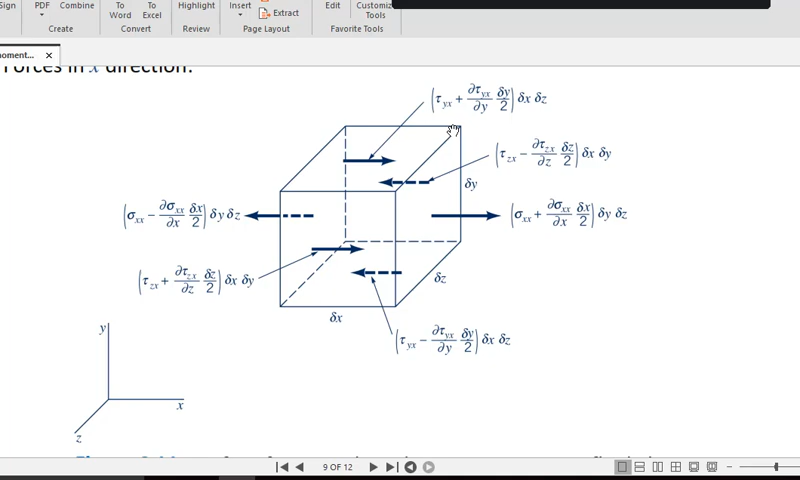 Sign
PDF
Combine
To
Word
To
Excel
Highlight
Insert
Extract
Edit
Customiz
Tools
Create
Convert
Review
Page Layout
Favorite Tools
moment...
Forces in x direction:
(τyx + ∂τyx/∂y δy/2) δx δz
(τzx − ∂τzx/∂z δz/2) δx δy
δy
(σxx − ∂σxx/∂x δx/2) δy δz
(σxx + ∂σxx/∂x δx/2) δy δz
(τzx + ∂τzx/∂z δz/2) δx δy
δz
δx
(τyx − ∂τyx/∂y δy/2) δx δz
y
x
z
9 OF 12